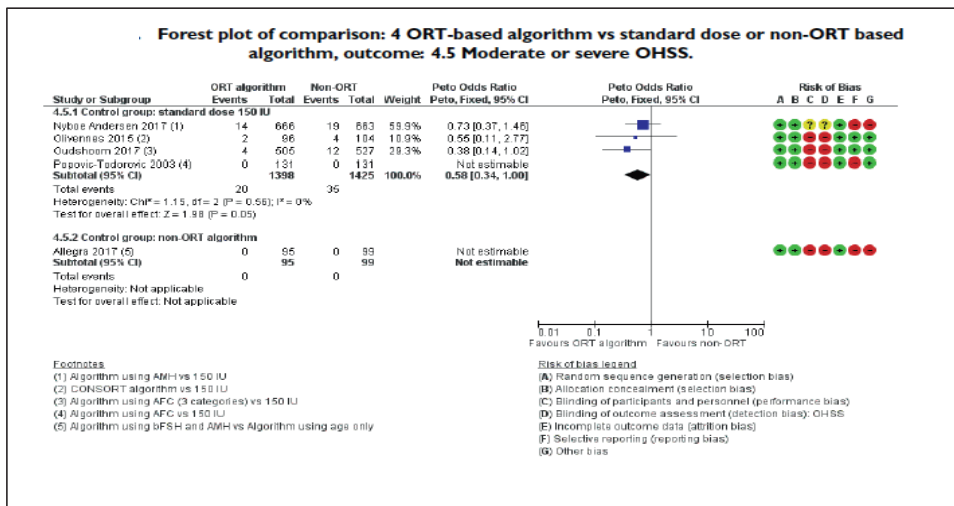 . Forest plot of comparison: 4 ORT-based algorithm vs standard dose or non-ORT based
algorithm, outcome: 4.5 Moderate or severe OHSS.
ORT algorithm Non-ORT Peto Odds Ratio Peto Odds Ratio Risk of Bias
Study or Subgroup Events Total Events Total Weight Peto, Fixed, 95% CI Peto, Fixed, 95% CI A B C D E F G
4.5.1 Control group: standard dose 150 IU
Nyboe Andersen 2017 (1) 14 666 19 663 59.9% 0.73 [0.37, 1.46] + + ? ? + - -
Olivennes 2015 (2) 2 96 4 104 10.9% 0.55 [0.11, 2.77] + + - - + + +
Oudshoorn 2017 (3) 4 505 12 527 29.3% 0.38 [0.14, 1.02] + + - - + + +
Popovic-Todorovic 2003 (4) 0 131 0 131 Not estimable + + - - + - +
Subtotal (95% CI) 1398 1425 100.0% 0.58 [0.34, 1.00]
Total events 20 35
Heterogeneity: Chi² = 1.15, df = 2 (P = 0.56); I² = 0%
Test for overall effect: Z = 1.98 (P = 0.05)
4.5.2 Control group: non-ORT algorithm
Allegra 2017 (5) 0 95 0 99 Not estimable + + - - + - -
Subtotal (95% CI) 95 99 Not estimable
Total events 0 0
Heterogeneity: Not applicable
Test for overall effect: Not applicable
0.01 0.1 1 10 100
Favours ORT algorithm Favours non-ORT
Footnotes
(1) Algorithm using AMH vs 150 IU
(2) CONSORT algorithm vs 150 IU
(3) Algorithm using AFC (3 categories) vs 150 IU
(4) Algorithm using AFC vs 150 IU
(5) Algorithm using bFSH and AMH vs Algorithm using age only
Risk of bias legend
(A) Random sequence generation (selection bias)
(B) Allocation concealment (selection bias)
(C) Blinding of participants and personnel (performance bias)
(D) Blinding of outcome assessment (detection bias): OHSS
(E) Incomplete outcome data (attrition bias)
(F) Selective reporting (reporting bias)
(G) Other bias